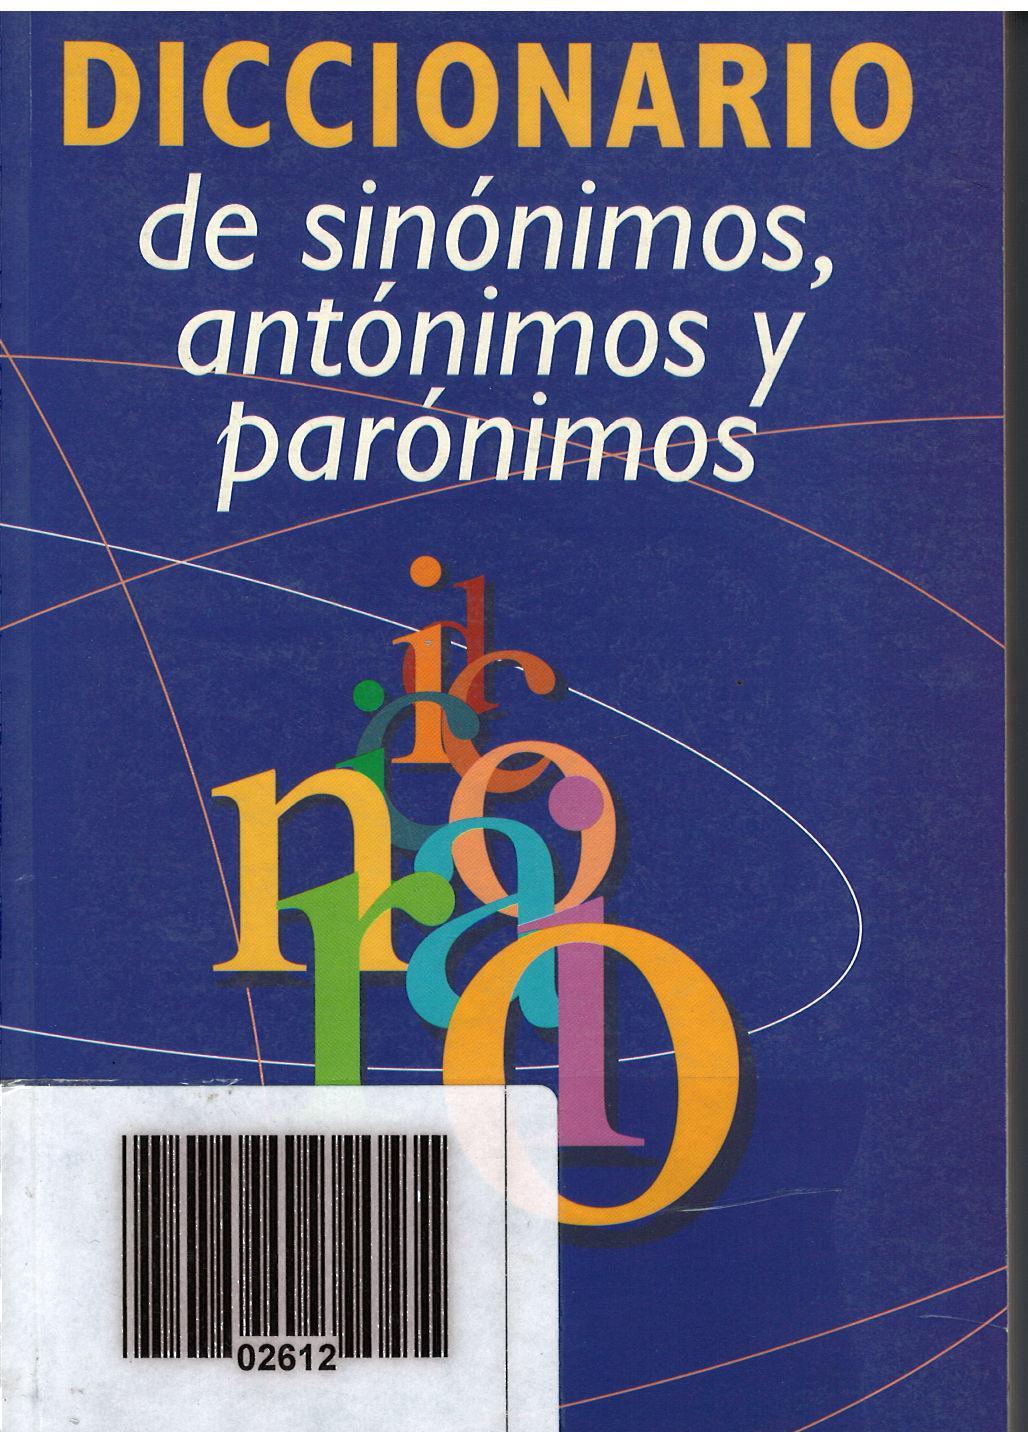 DICCIONARIO
de sinónimos,
antónimos y
parónimos
d
i
c
c
i
o
n
a
r
i
o
02612